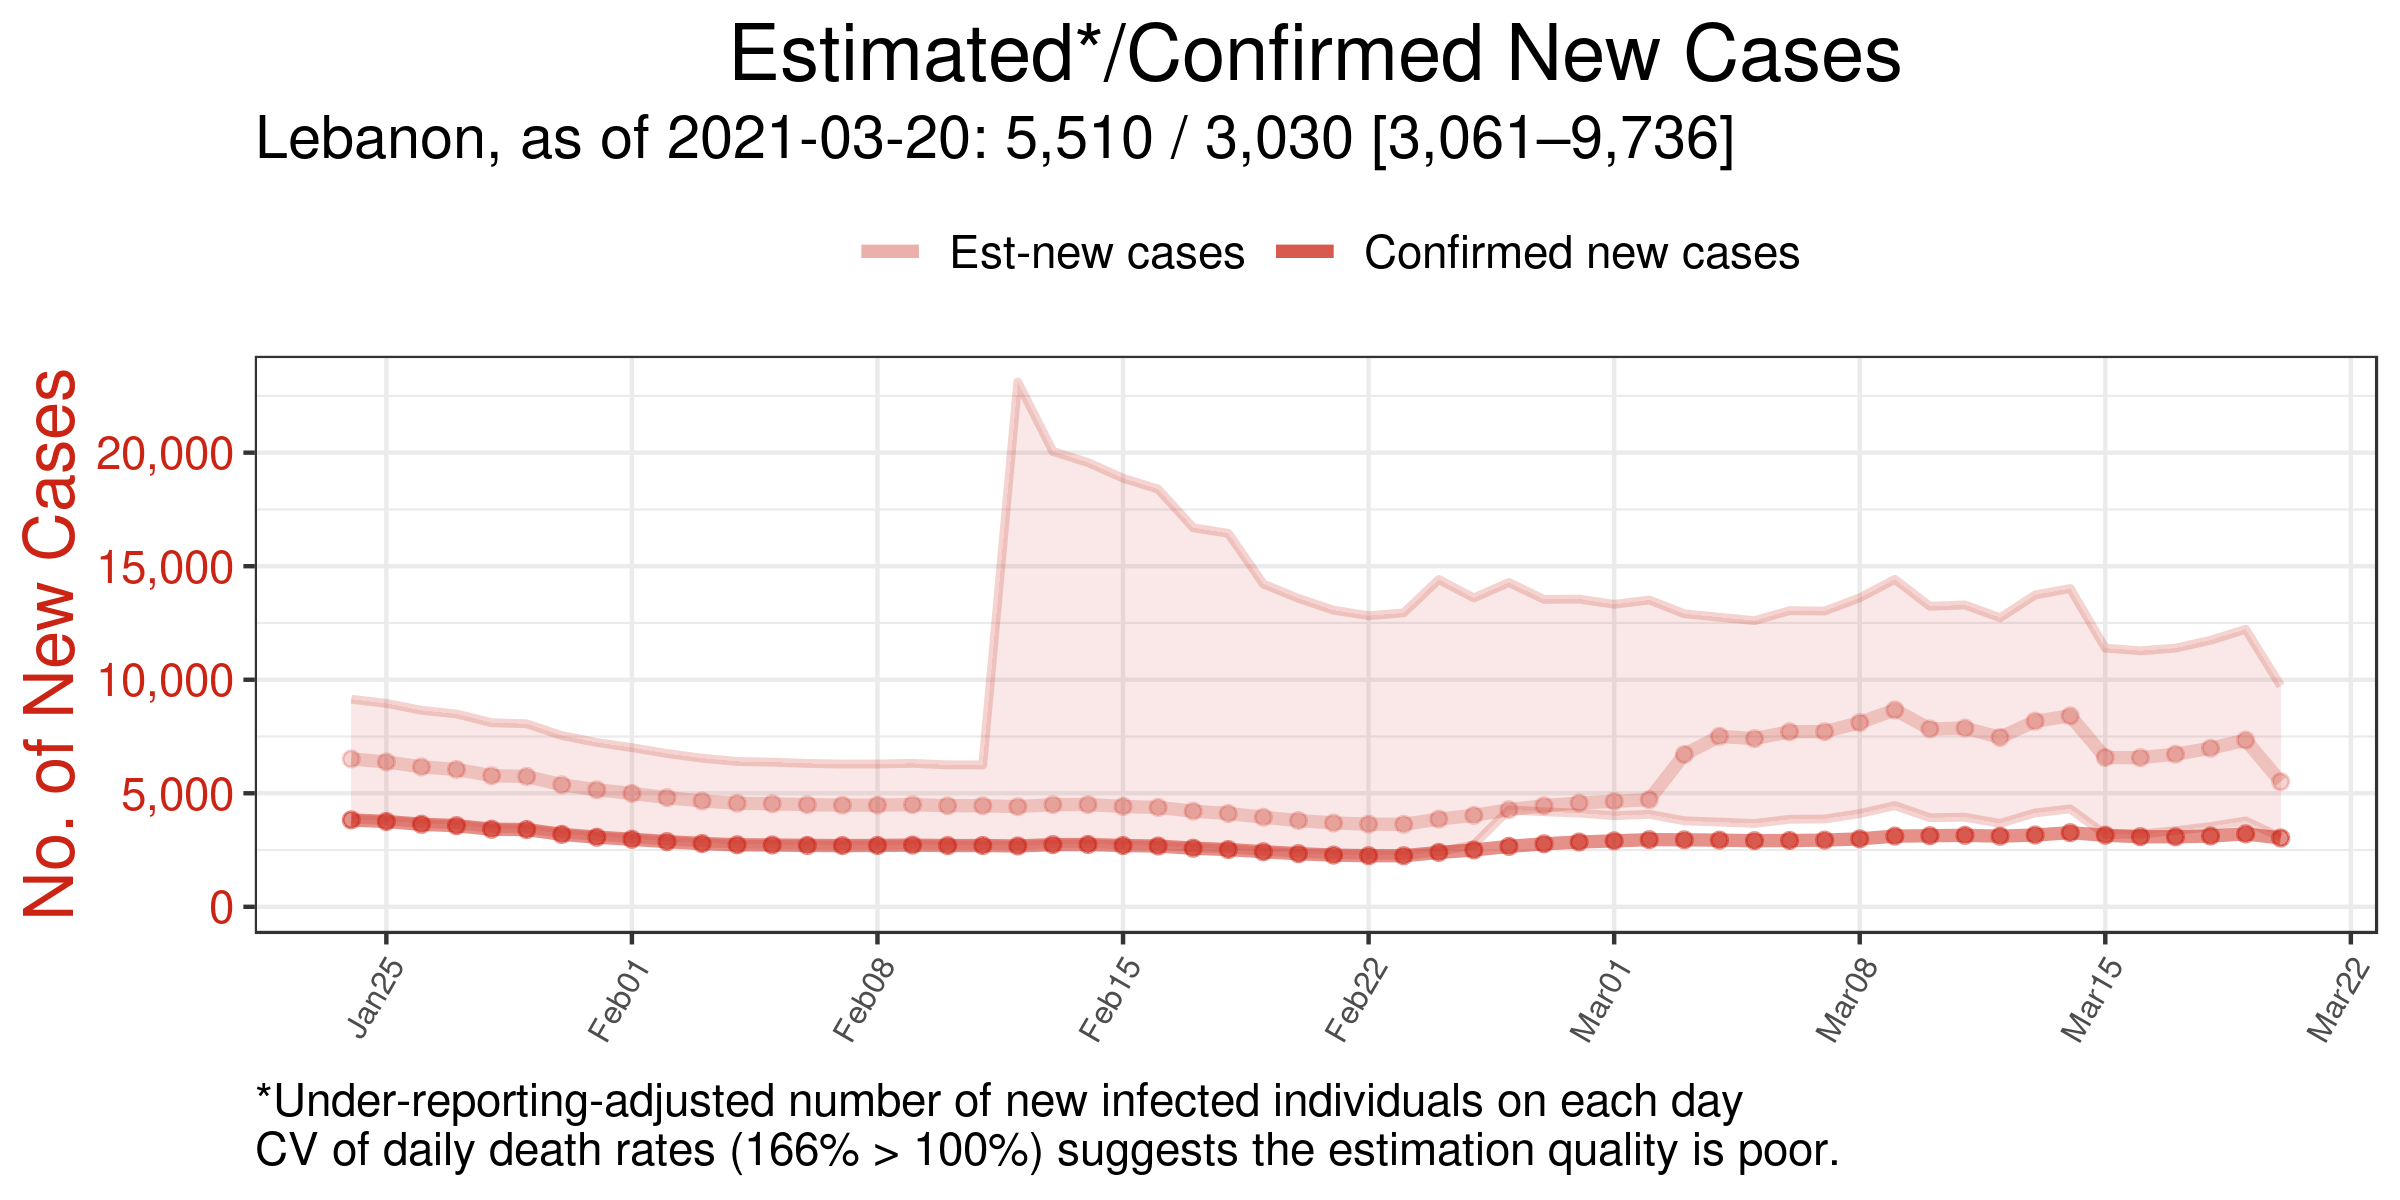 Estimated*/Confirmed New Cases
Lebanon, as of 2021-03-20: 5,510 / 3,030 [3,061–9,736]
Est-new cases
Confirmed new cases
No. of New Cases
20,000
15,000
10,000
5,000
0
Jan25
Feb01
Feb08
Feb15
Feb22
Mar01
Mar08
Mar15
Mar22
*Under-reporting-adjusted number of new infected individuals on each day
CV of daily death rates (166% > 100%) suggests the estimation quality is poor.